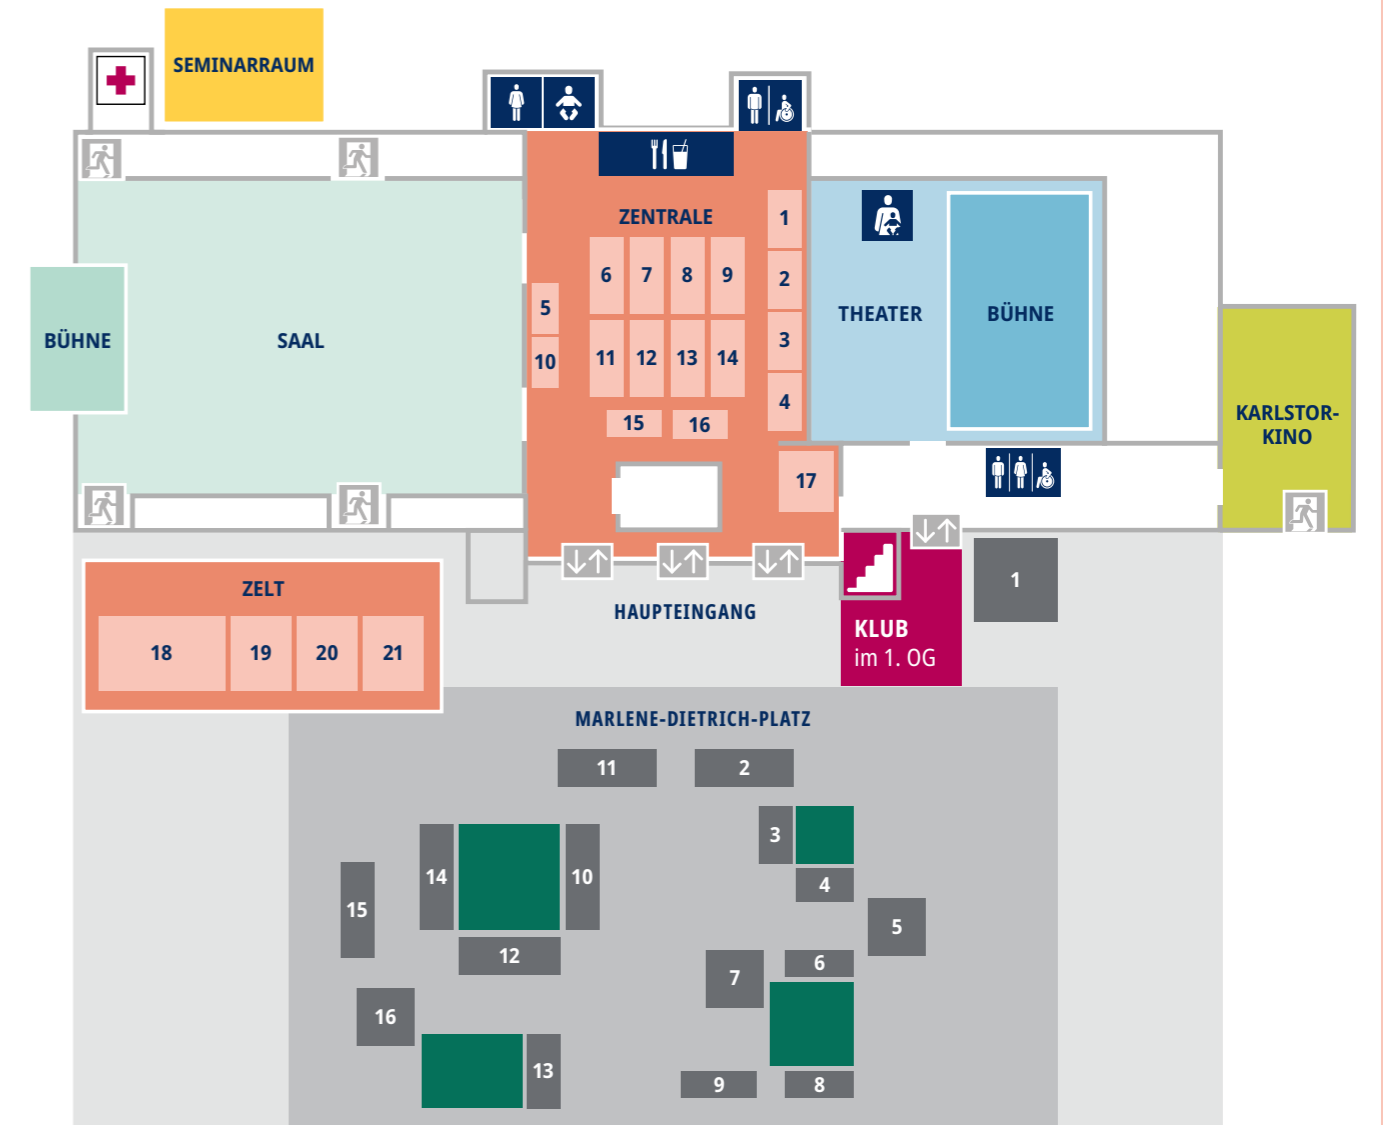 SEMINARRAUM
ZENTRALE
1
2
3
4
5
6
7
8
9
10
11
12
13
14
15
16
17
BÜHNE
SAAL
THEATER
BÜHNE
KARLSTOR-
KINO
ZELT
18
19
20
21
HAUPTEINGANG
KLUB
im 1. OG
1
MARLENE-DIETRICH-PLATZ
11
2
3
4
14
10
15
12
5
6
7
16
13
9
8